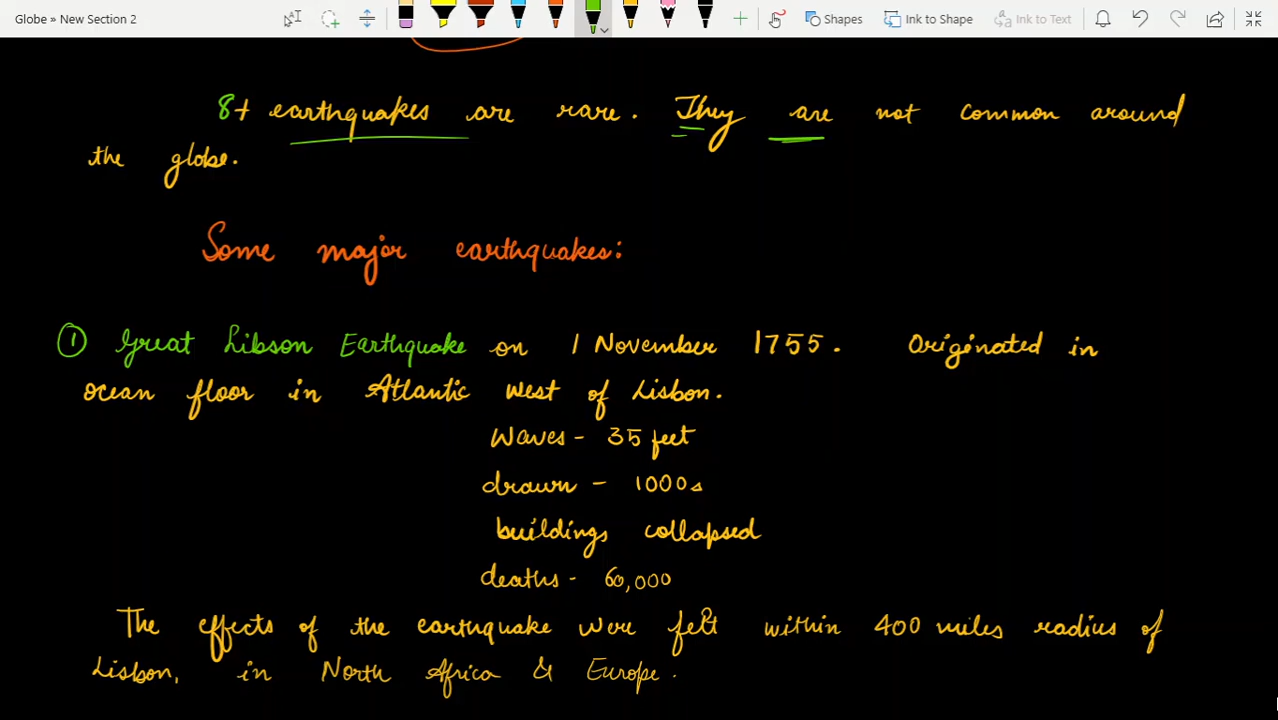 Globe » New Section 2
Shapes
Ink to Shape
Ink to Text
8+ earthquakes are rare. They are not common around
the globe.
Some major earthquakes:
① Great Libson Earthquake on 1 November 1755. Originated in
ocean floor in Atlantic west of Lisbon.
Waves - 35 feet
drawn - 1000s
buildings collapsed
deaths - 60,000
The effects of the earthquake were felt within 400 miles radius of
Lisbon, in North Africa & Europe.